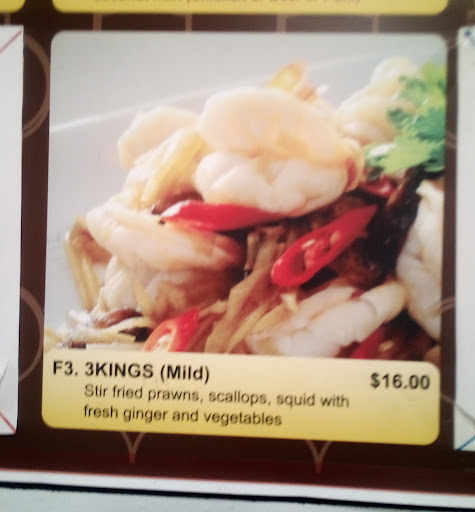 F3. 3KINGS (Mild)
$16.00
Stir fried prawns, scallops, squid with
fresh ginger and vegetables